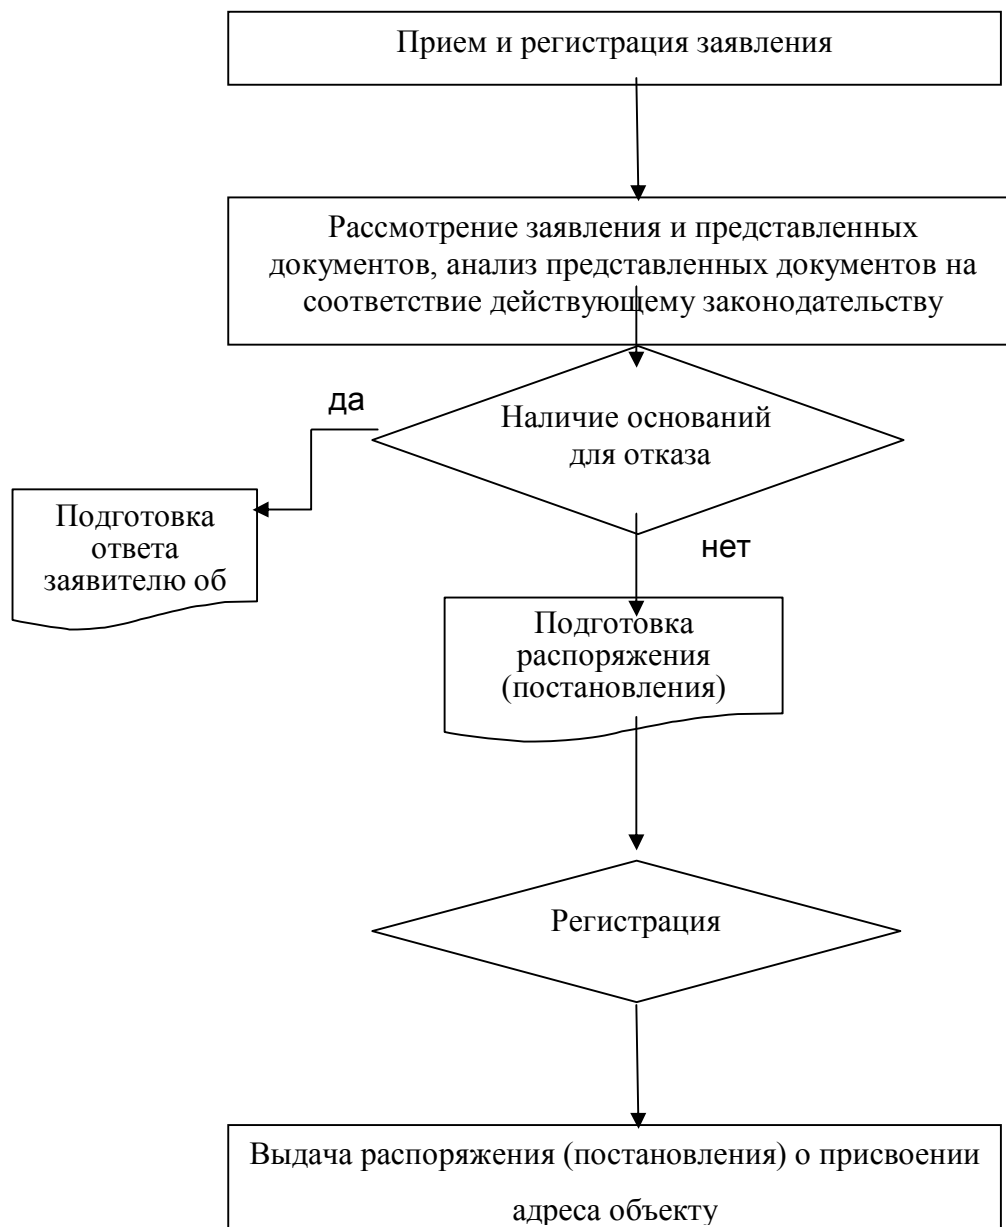 Прием и регистрация заявления
Рассмотрение заявления и представленных
документов, анализ представленных документов на
соответствие действующему законодательству
да
Наличие оснований
для отказа
Подготовка
ответа
заявителю об
нет
Подготовка
распоряжения
(постановления)
Регистрация
Выдача распоряжения (постановления) о присвоении
адреса объекту